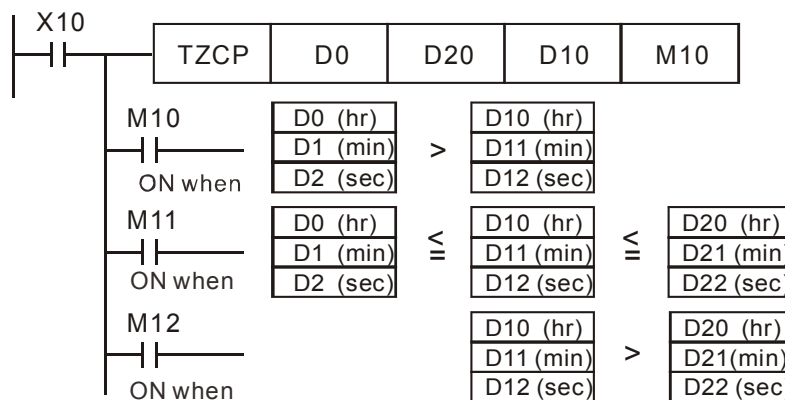 X10
TZCP D0 D20 D10 M10
M10
ON when
D0 (hr) D10 (hr)
D1 (min) > D11 (min)
D2 (sec) D12 (sec)
M11
ON when
D0 (hr) D10 (hr) D20 (hr)
D1 (min) ≦ D11 (min) ≦ D21 (min
D2 (sec) D12 (sec) D22 (sec
M12
ON when
D10 (hr) D20 (hr)
D11 (min) > D21(min)
D12 (sec) D22 (sec)